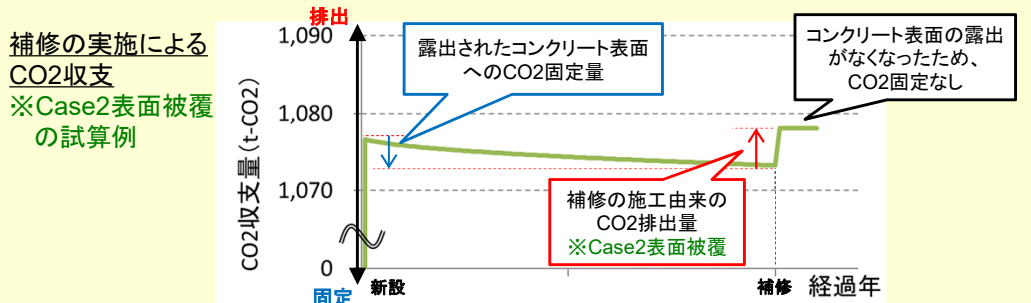 補修の実施による
CO2収支
※Case2表面被覆
の試算例
排出
1,090
1,080
1,070
0
CO2収支量(t-CO2)
固定
露出されたコンクリート表面
へのCO2固定量
コンクリート表面の露出
がなくなったため、
CO2固定なし
補修の施工由来の
CO2排出量
※Case2表面被覆
新設
補修
経過年